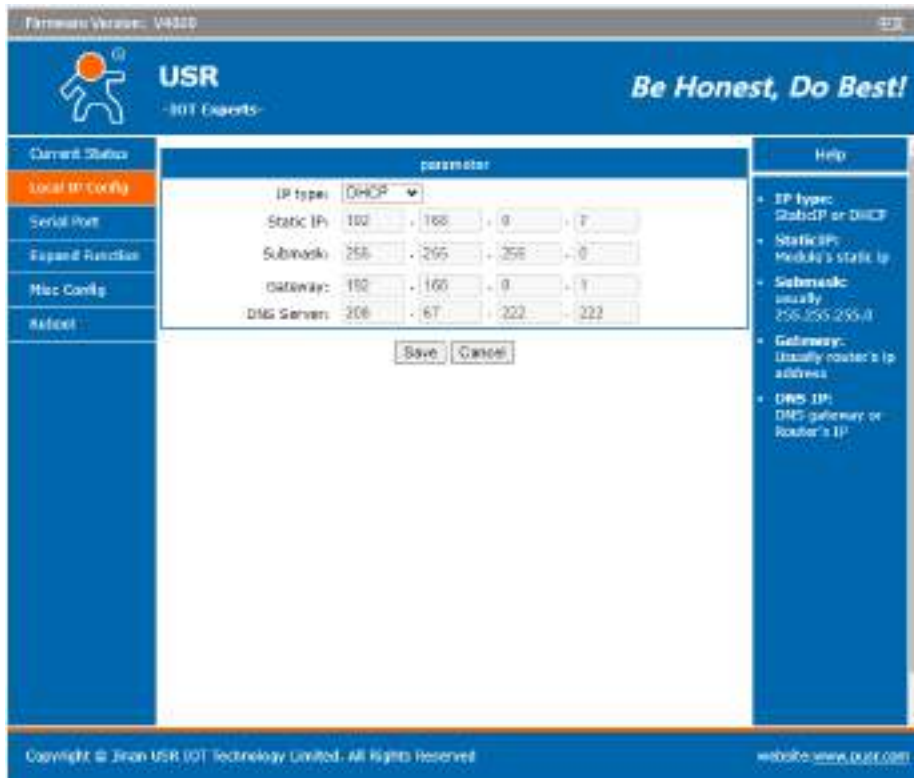 Firmware Version: V4020
中文
USR
-IOT Experts-
Be Honest, Do Best!
Current Status
Local IP Config
Serial Port
Expand Function
Misc Config
Reboot
parameter
IP type: DHCP
Static IP: 192 . 168 . 0 . 7
Submask: 255 . 255 . 255 . 0
Gateway: 192 . 168 . 0 . 1
DNS Server: 208 . 67 . 222 . 222
Save Cancel
Help
IP type:
StaticIP or DHCP
StaticIP:
Module's static ip
Submask:
usually
255.255.255.0
Gateway:
Usually router's ip
address
DNS IP:
DNS gateway or
Router's IP
Copyright © Jinan USR IOT Technology Limited. All Rights Reserved
website:www.pusr.com